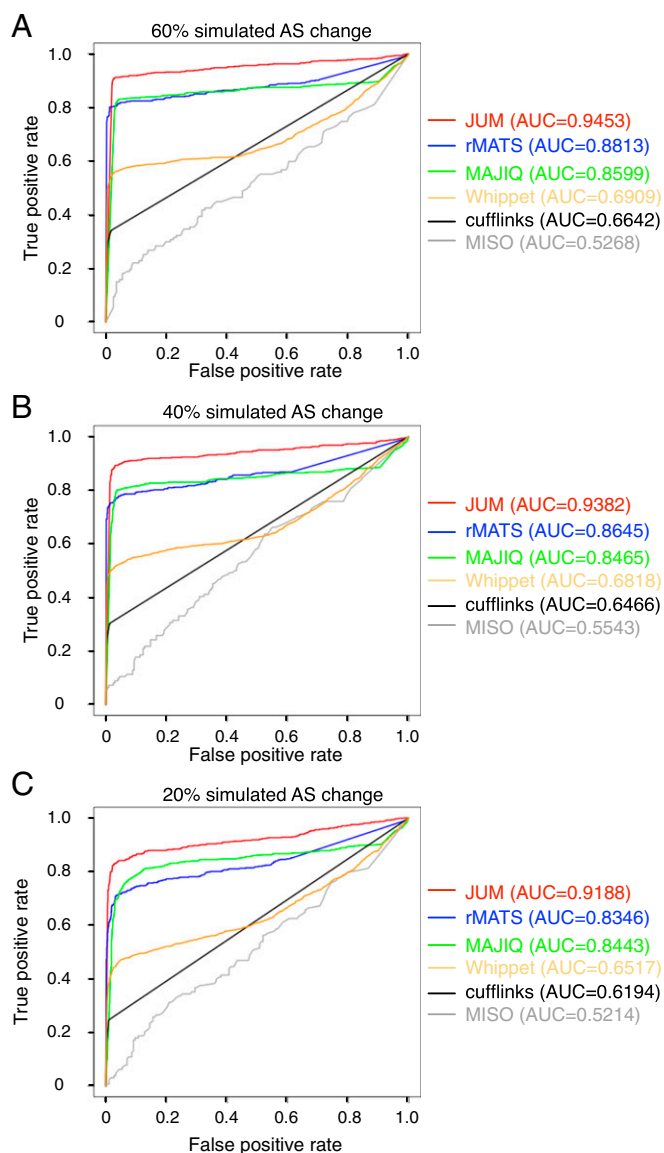 A
60% simulated AS change
1.0
0.8
0.6
0.4
0.2
0
True positive rate
0 0.2 0.4 0.6 0.8 1.0
False positive rate
JUM (AUC=0.9453)
rMATS (AUC=0.8813)
MAJIQ (AUC=0.8599)
Whippet (AUC=0.6909)
cufflinks (AUC=0.6642)
MISO (AUC=0.5268)
B
40% simulated AS change
1.0
0.8
0.6
0.4
0.2
0
True positive rate
0 0.2 0.4 0.6 0.8 1.0
False positive rate
JUM (AUC=0.9382)
rMATS (AUC=0.8645)
MAJIQ (AUC=0.8465)
Whippet (AUC=0.6818)
cufflinks (AUC=0.6466)
MISO (AUC=0.5543)
C
20% simulated AS change
1.0
0.8
0.6
0.4
0.2
0
True positive rate
0 0.2 0.4 0.6 0.8 1.0
False positive rate
JUM (AUC=0.9188)
rMATS (AUC=0.8346)
MAJIQ (AUC=0.8443)
Whippet (AUC=0.6517)
cufflinks (AUC=0.6194)
MISO (AUC=0.5214)